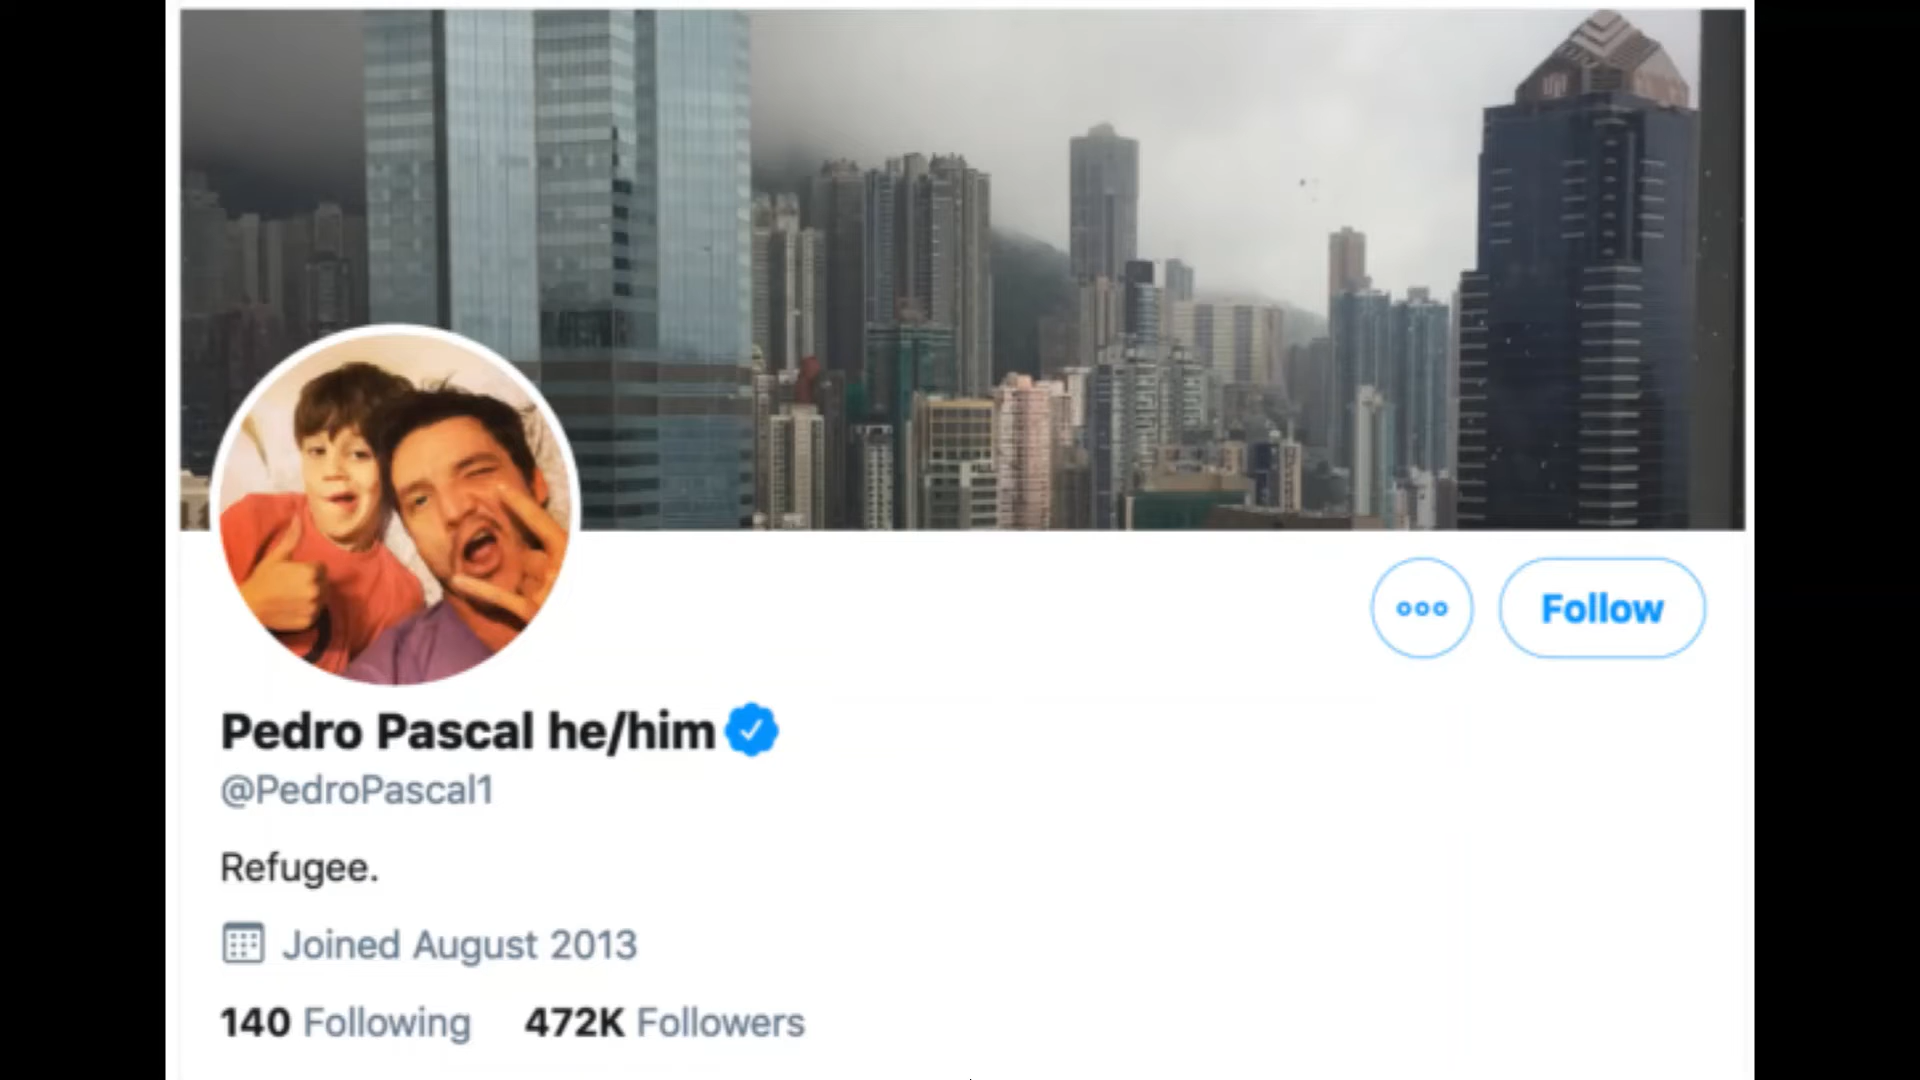 Follow
Pedro Pascal he/him
@PedroPascal1
Refugee.
Joined August 2013
140 Following 472K Followers